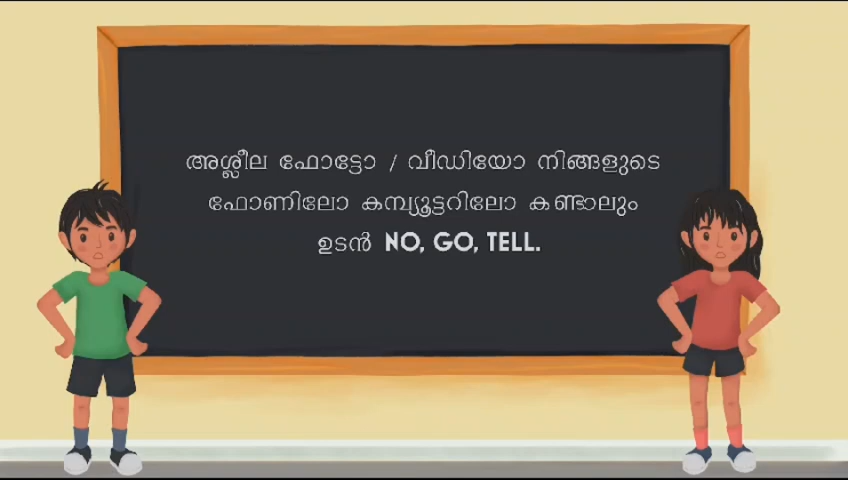 അശ്ലീല ഫോട്ടോ / വീഡിയോ നിങ്ങളുടെ
ഫോണിലോ കമ്പ്യൂട്ടറിലോ കണ്ടാലും
ഉടൻ NO, GO, TELL.